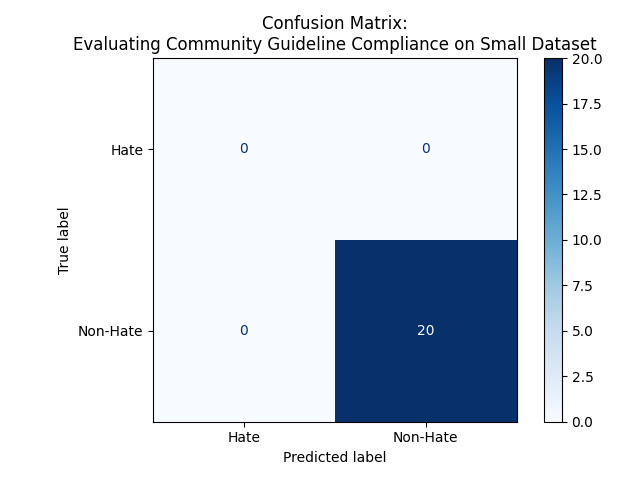 Confusion Matrix:
Evaluating Community Guideline Compliance on Small Dataset
True label
Hate
Non-Hate
0
0
0
20
Hate
Non-Hate
Predicted label
20.0
17.5
15.0
12.5
10.0
7.5
5.0
2.5
0.0